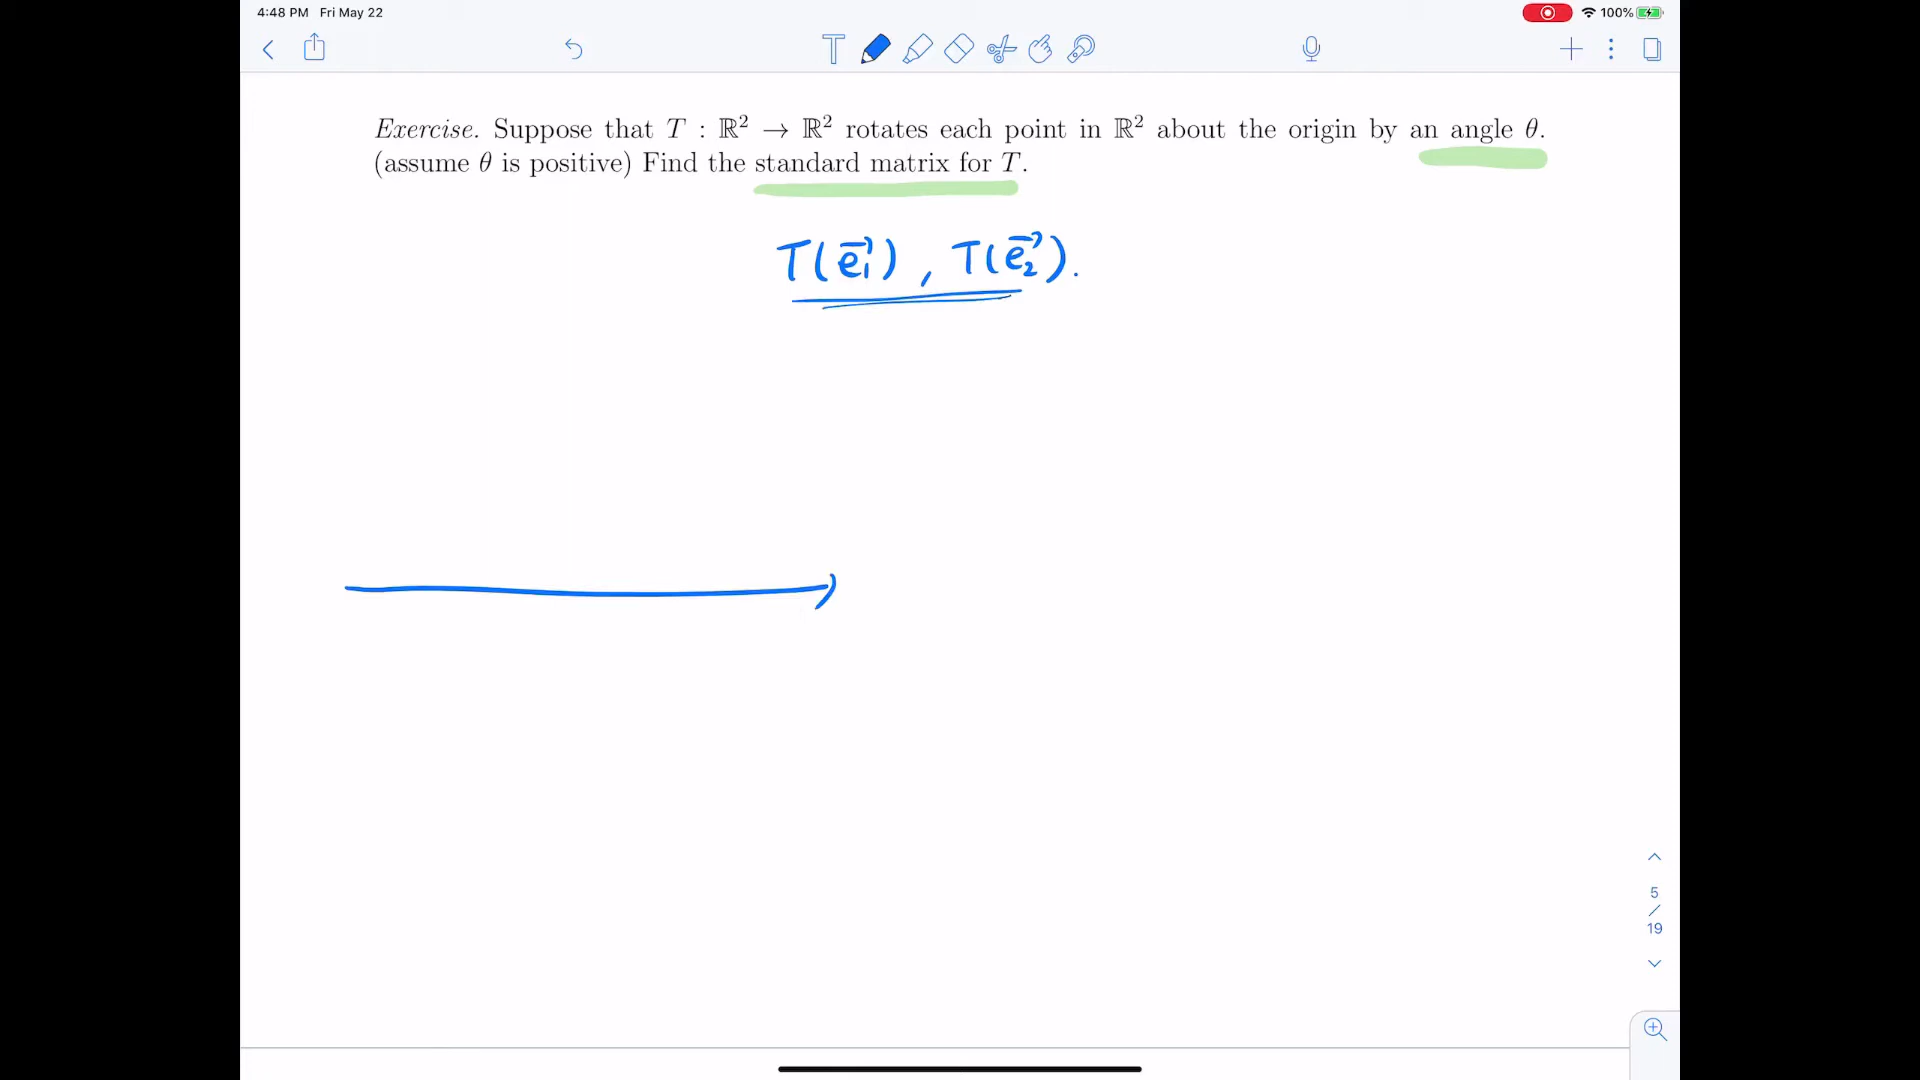 4:48 PM Fri May 22
100%
Exercise. Suppose that T : ℝ² → ℝ² rotates each point in ℝ² about the origin by an angle θ.
(assume θ is positive) Find the standard matrix for T.
T(e⃗₁) , T(e⃗₂).
5
/
19